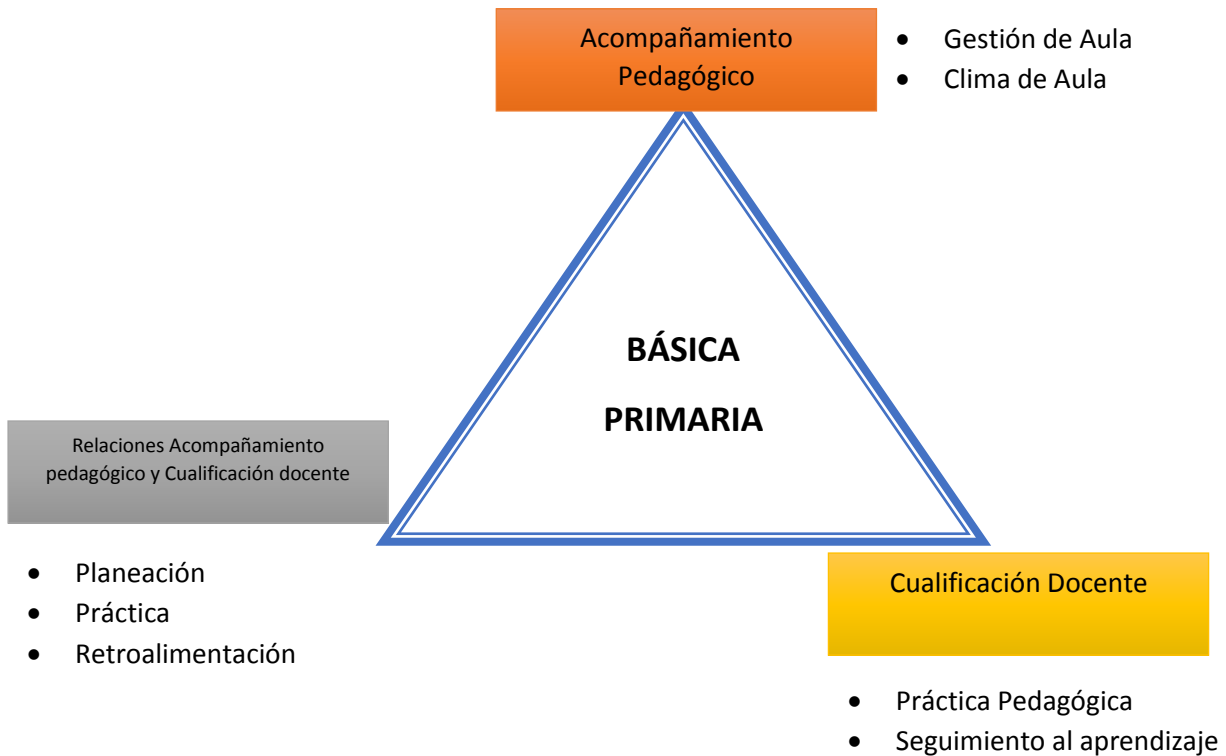 Acompañamiento
Pedagógico
• Gestión de Aula
• Clima de Aula
BÁSICA
PRIMARIA
Relaciones Acompañamiento
pedagógico y Cualificación docente
• Planeación
• Práctica
• Retroalimentación
Cualificación Docente
• Práctica Pedagógica
• Seguimiento al aprendizaje